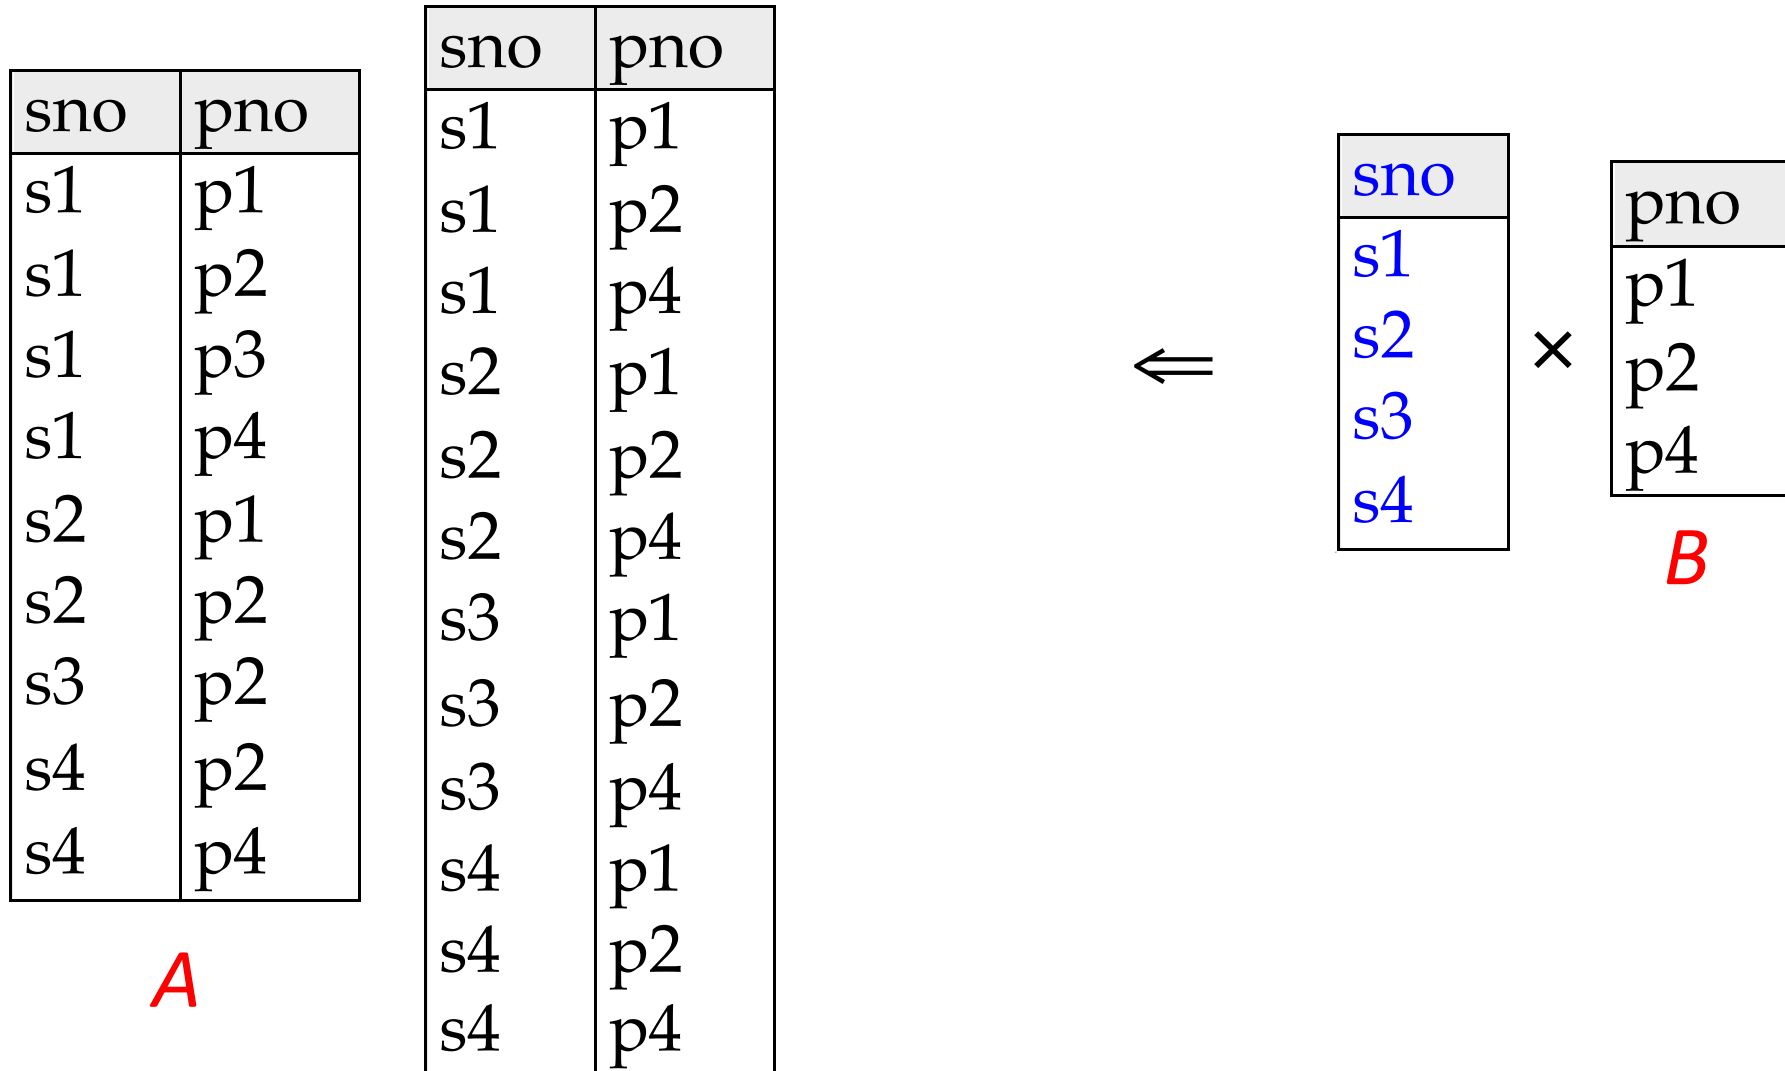 sno pno
s1 p1
s1 p2
s1 p3
s1 p4
s2 p1
s2 p2
s3 p2
s4 p2
s4 p4
A
sno pno
s1 p1
s1 p2
s1 p4
s2 p1
s2 p2
s2 p4
s3 p1
s3 p2
s3 p4
s4 p1
s4 p2
s4 p4
⇐
sno
s1
s2
s3
s4
×
pno
p1
p2
p4
B